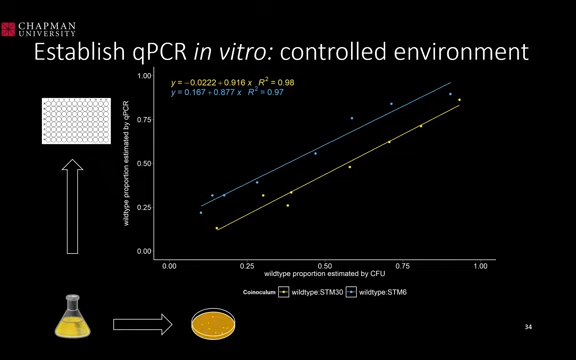 CHAPMAN
UNIVERSITY
Establish qPCR in vitro: controlled environment
y = −0.0222 + 0.916 x R² = 0.98
y = 0.167 + 0.877 x R² = 0.97
wildtype proportion estimated by qPCR
1.00
0.75
0.50
0.25
0.00
0.00 0.25 0.50 0.75 1.00
wildtype proportion estimated by CFU
Coinoculum wildtype:STM30 wildtype:STM6
34